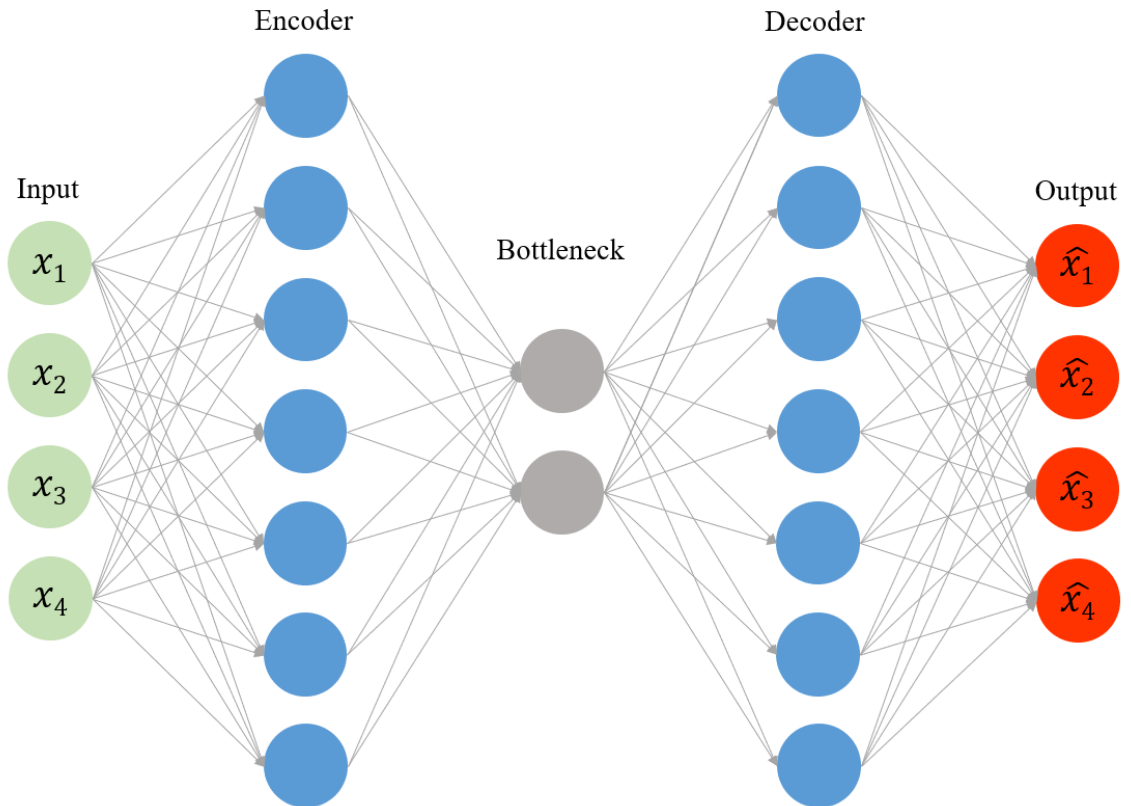 Encoder
Decoder
Input
Output
Bottleneck
x₁
x₂
x₃
x₄
x̂₁
x̂₂
x̂₃
x̂₄